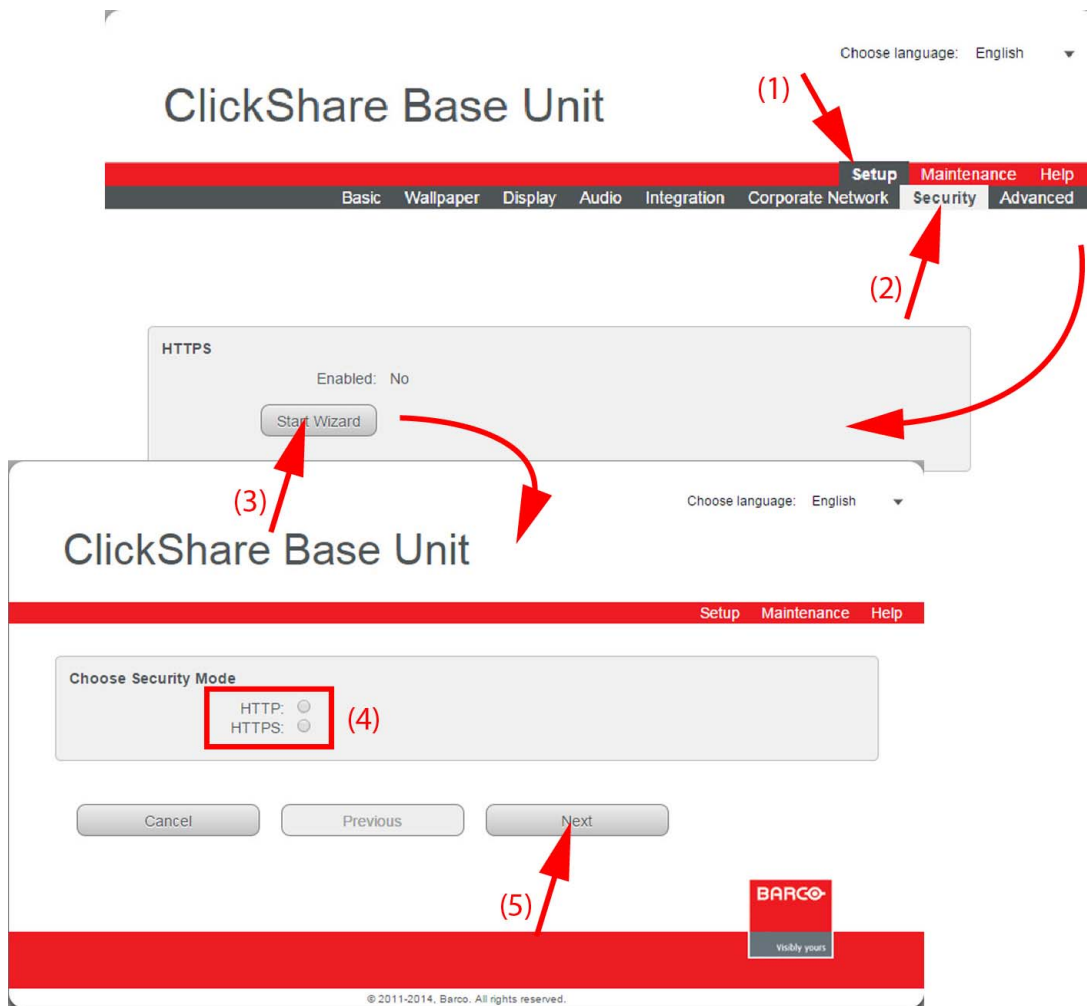 Choose language: English
(1)
ClickShare Base Unit
Setup Maintenance Help
Basic Wallpaper Display Audio Integration Corporate Network Security Advanced
(2)
HTTPS
Enabled: No
Start Wizard
(3)
Choose language: English
ClickShare Base Unit
Setup Maintenance Help
Choose Security Mode
HTTP:
HTTPS:
(4)
Cancel Previous Next
(5)
BARCO
Visibly yours
© 2011-2014, Barco. All rights reserved.